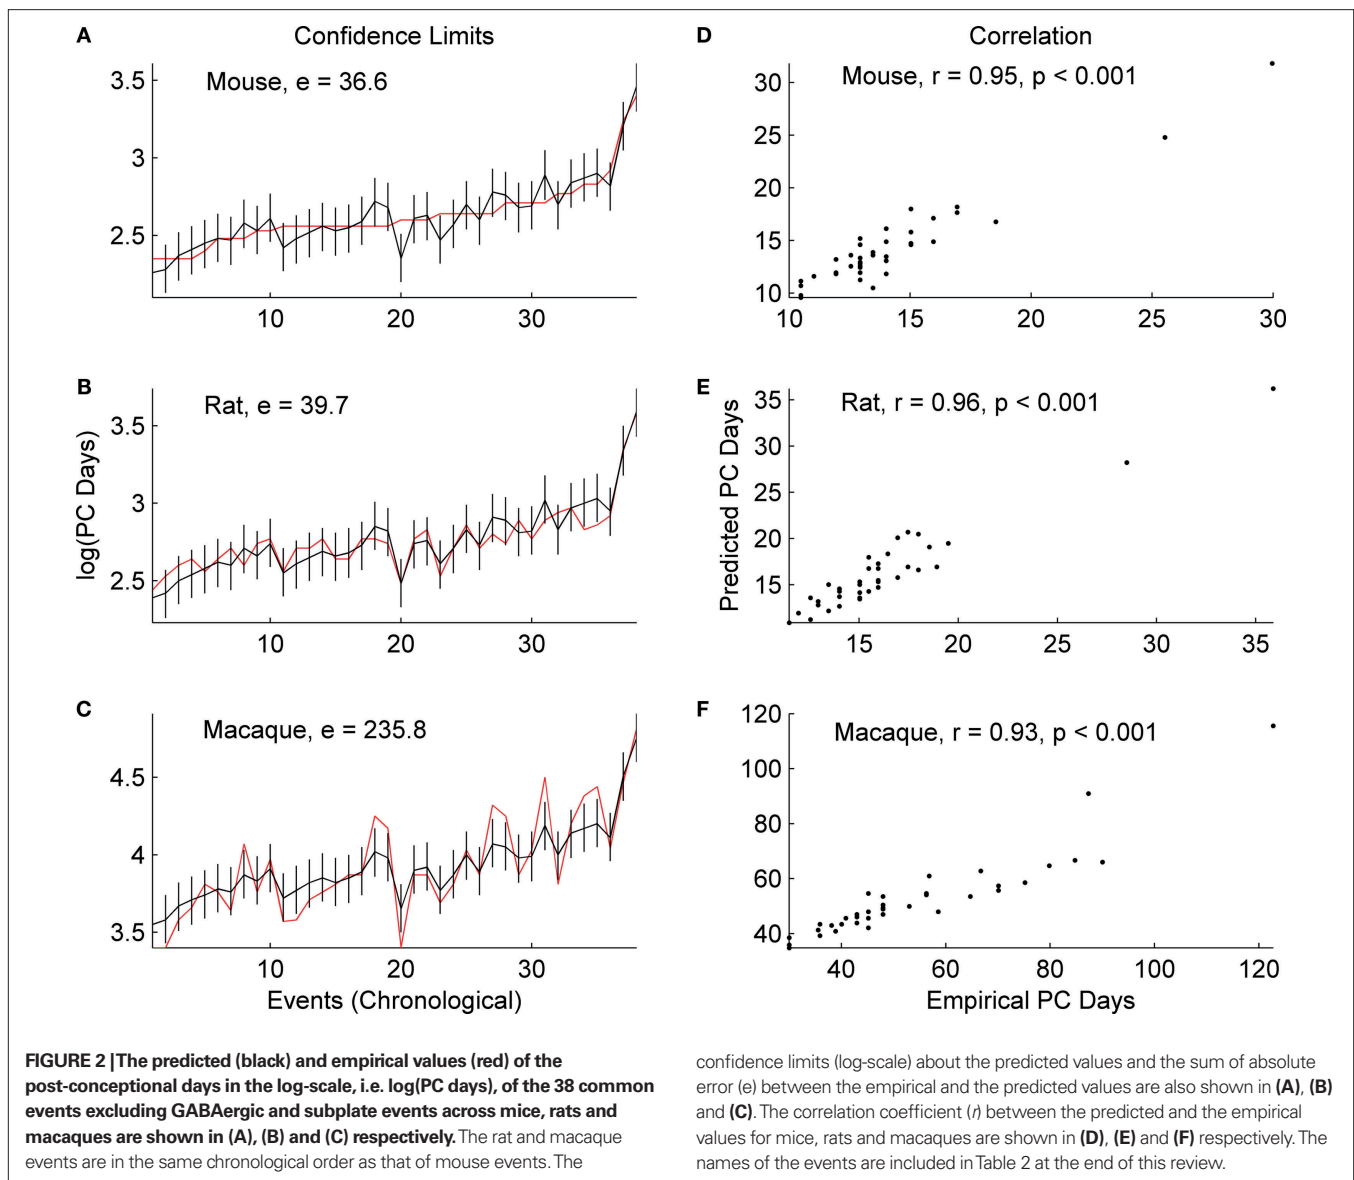 A
Confidence Limits
Mouse, e = 36.6
3.5
3
2.5
10
20
30
B
Rat, e = 39.7
log(PC Days)
3.5
3
2.5
10
20
30
C
Macaque, e = 235.8
4.5
4
3.5
10
20
30
Events (Chronological)
D
Correlation
Mouse, r = 0.95, p < 0.001
30
25
20
15
10
10
15
20
25
30
E
Rat, r = 0.96, p < 0.001
Predicted PC Days
35
30
25
20
15
15
20
25
30
35
F
Macaque, r = 0.93, p < 0.001
120
100
80
60
40
40
60
80
100
120
Empirical PC Days
FIGURE 2 | The predicted (black) and empirical values (red) of the
post-conceptional days in the log-scale, i.e. log(PC days), of the 38 common
events excluding GABAergic and subplate events across mice, rats and
macaques are shown in (A), (B) and (C) respectively. The rat and macaque
events are in the same chronological order as that of mouse events. The
confidence limits (log-scale) about the predicted values and the sum of absolute
error (e) between the empirical and the predicted values are also shown in (A), (B)
and (C). The correlation coefficient (r) between the predicted and the empirical
values for mice, rats and macaques are shown in (D), (E) and (F) respectively. The
names of the events are included in Table 2 at the end of this review.